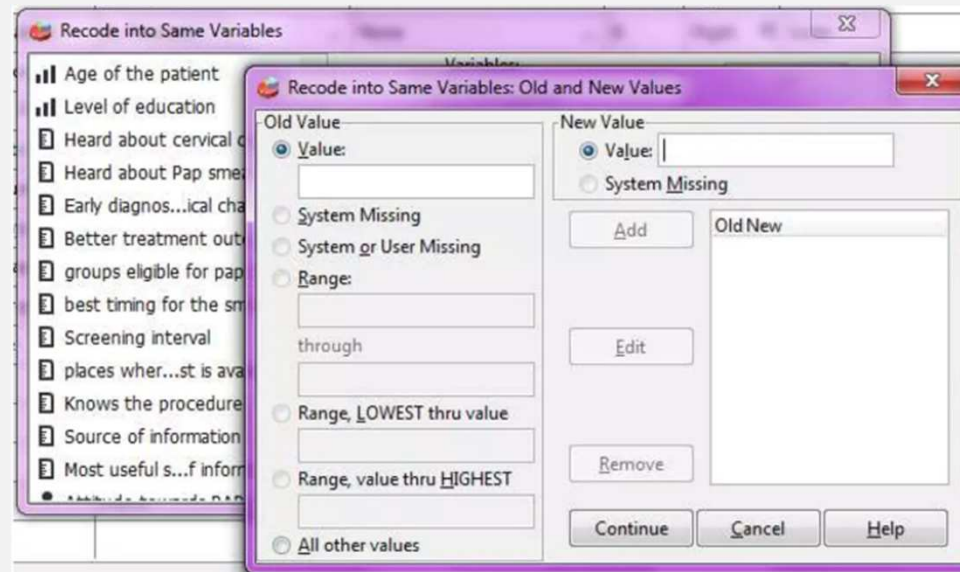 Recode into Same Variables
Age of the patient
Level of education
Heard about cervical c
Heard about Pap smea
Early diagnos...ical cha
Better treatment out
groups eligible for pap
best timing for the sm
Screening interval
places wher...st is ava
Knows the procedure
Source of information
Most useful s...f inform
Variables:
Recode into Same Variables: Old and New Values
Old Value
Value:
System Missing
System or User Missing
Range:
through
Range, LOWEST thru value
Range, value thru HIGHEST
All other values
New Value
Value:
System Missing
Add
Old New
Edit
Remove
Continue
Cancel
Help